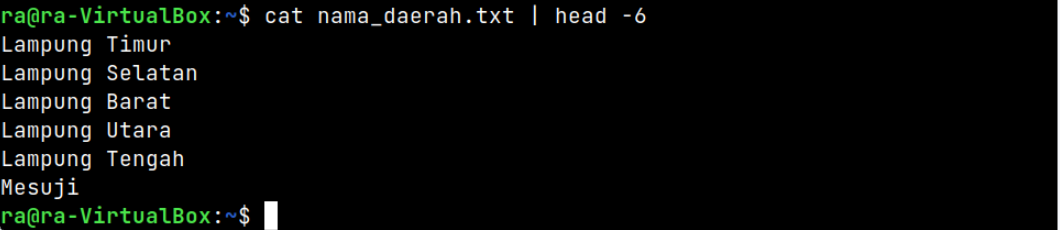 ra@ra-VirtualBox:~$ cat nama_daerah.txt | head -6
Lampung Timur
Lampung Selatan
Lampung Barat
Lampung Utara
Lampung Tengah
Mesuji
ra@ra-VirtualBox:~$